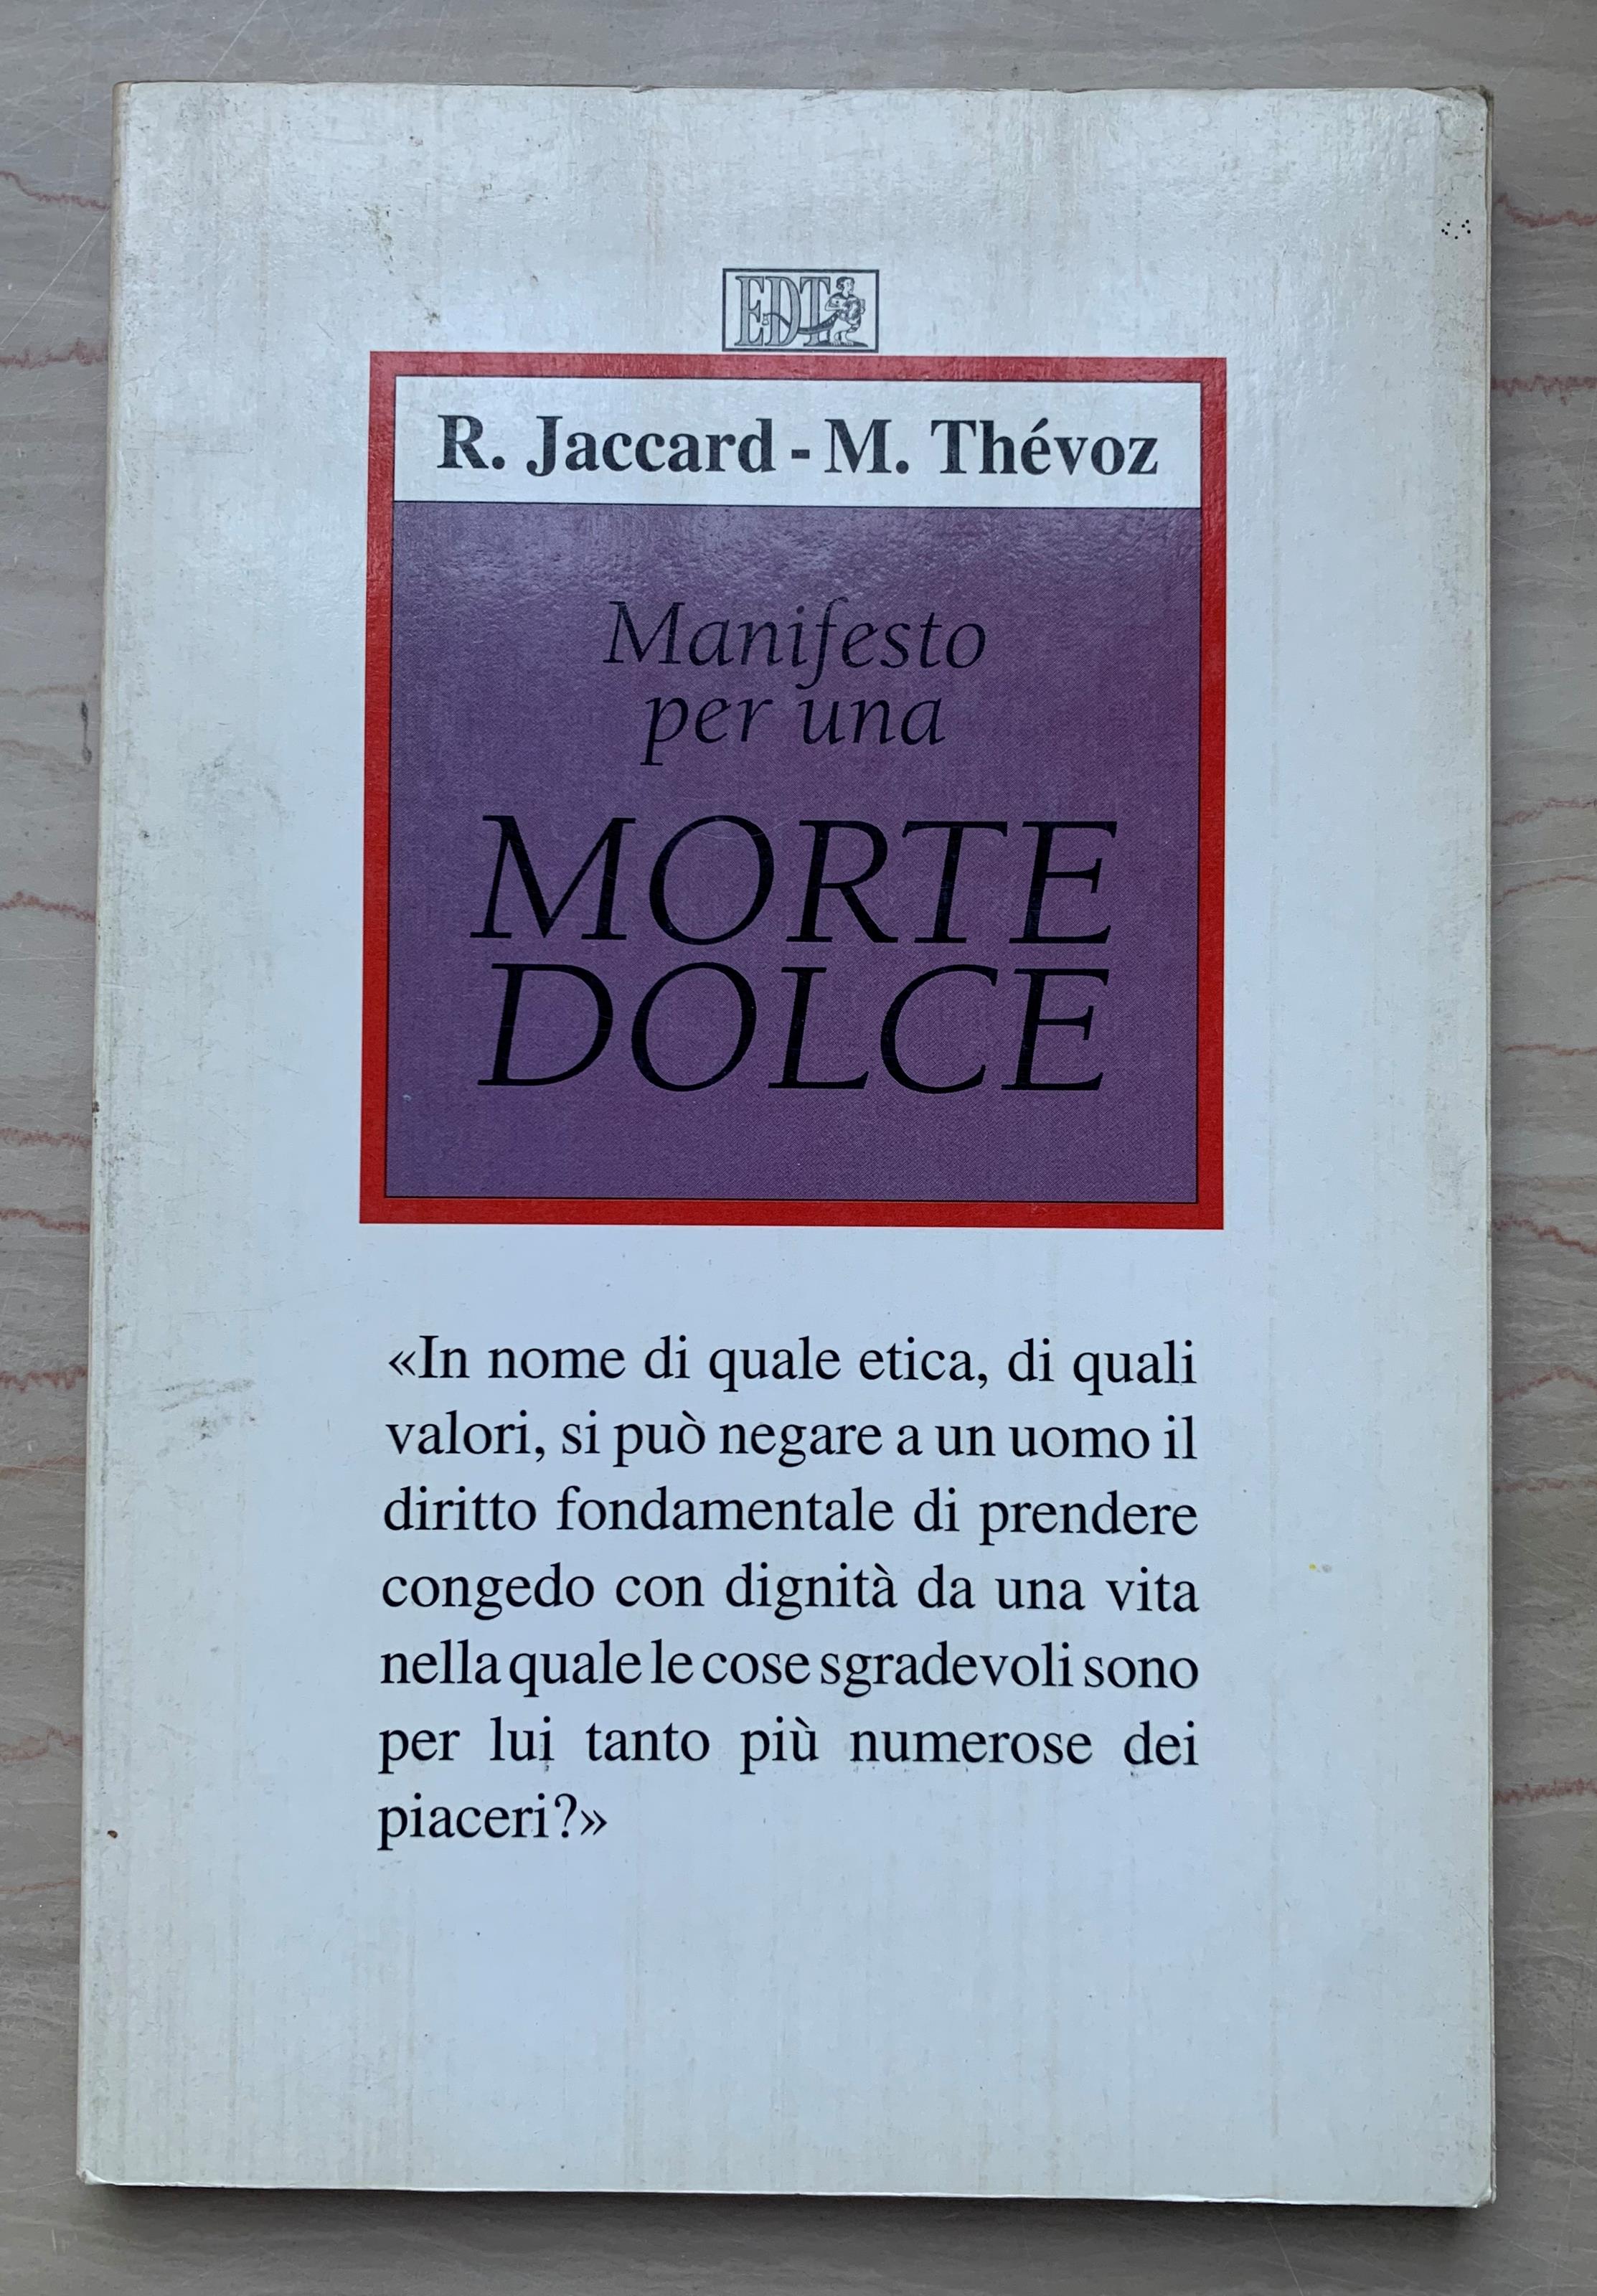 EDT
R. Jaccard - M. Thévoz
Manifesto
per una
MORTE
DOLCE
«In nome di quale etica, di quali
valori, si può negare a un uomo il
diritto fondamentale di prendere
congedo con dignità da una vita
nella quale le cose sgradevoli sono
per lui tanto più numerose dei
piaceri?»